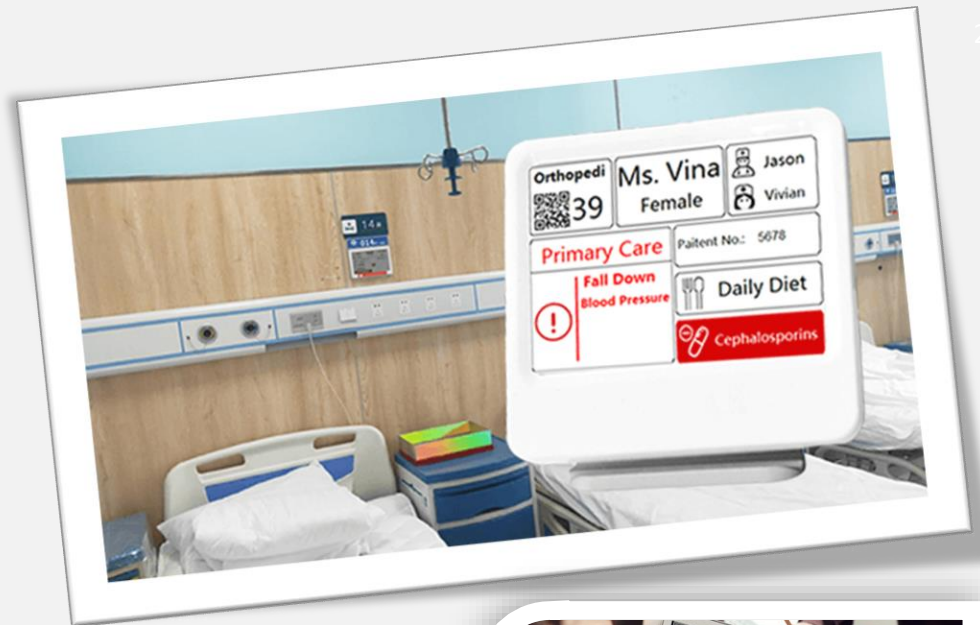 Orthopedi
39
Ms. Vina
Female
Jason
Vivian
Primary Care
Paitent No.: 5678
Fall Down
Blood Pressure
Daily Diet
Cephalosporins
14